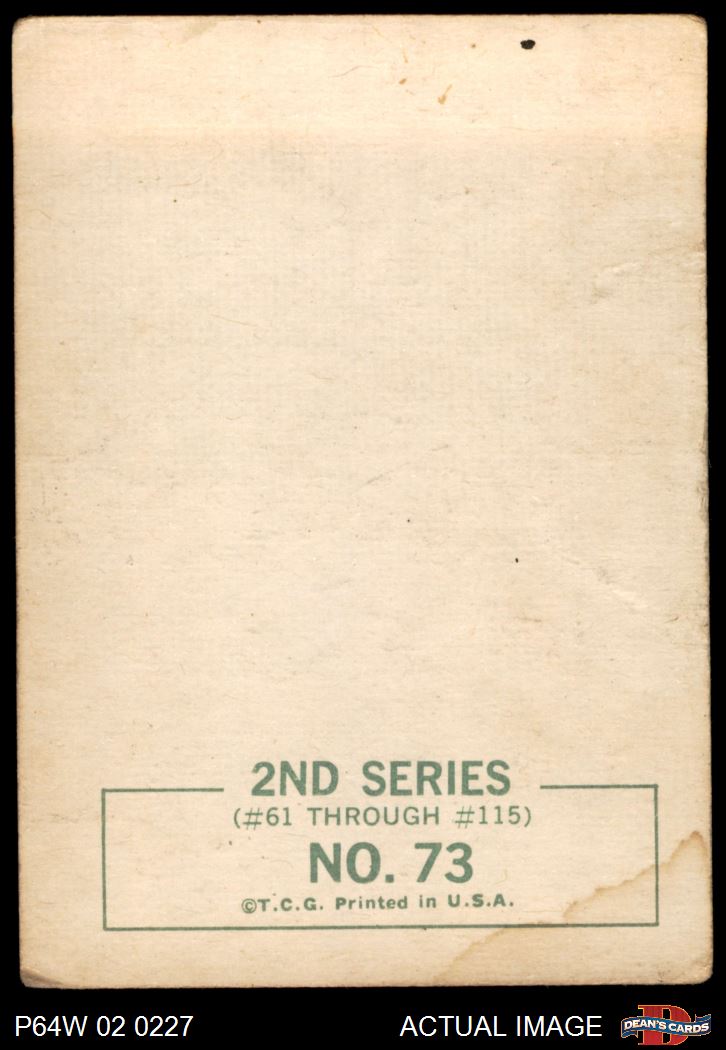 2ND SERIES
(#61 THROUGH #115)
NO. 73
©T.C.G. Printed in U.S.A.
P64W 02 0227
ACTUAL IMAGE
D
DEAN'S CARDS